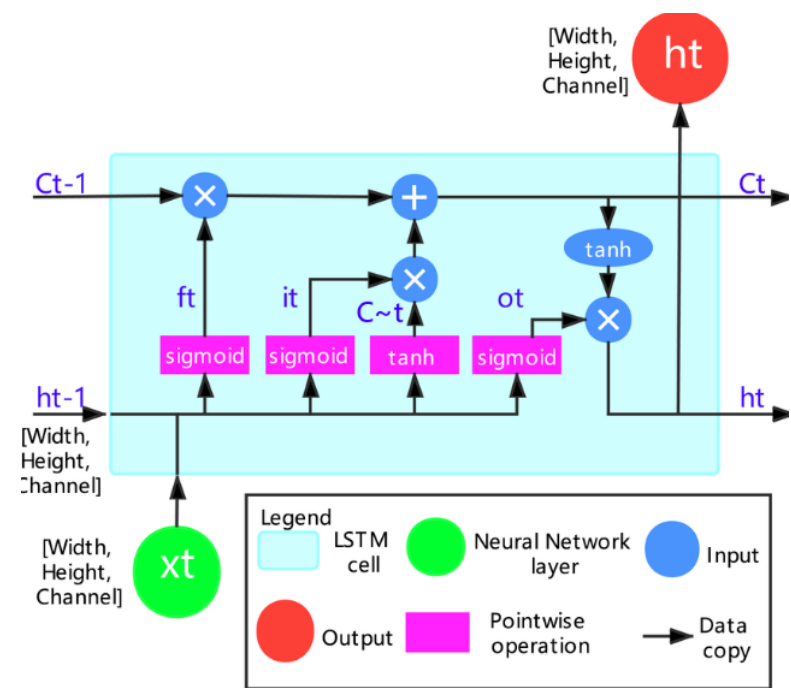 [Width,
Height,
Channel]
ht
Ct-1
×
+
Ct
tanh
ft
it
×
C~t
ot
×
sigmoid
sigmoid
tanh
sigmoid
ht-1
ht
[Width,
Height,
Channel]
[Width,
Height,
Channel]
xt
Legend
LSTM
cell
Neural Network
layer
Input
Output
Pointwise
operation
Data
copy